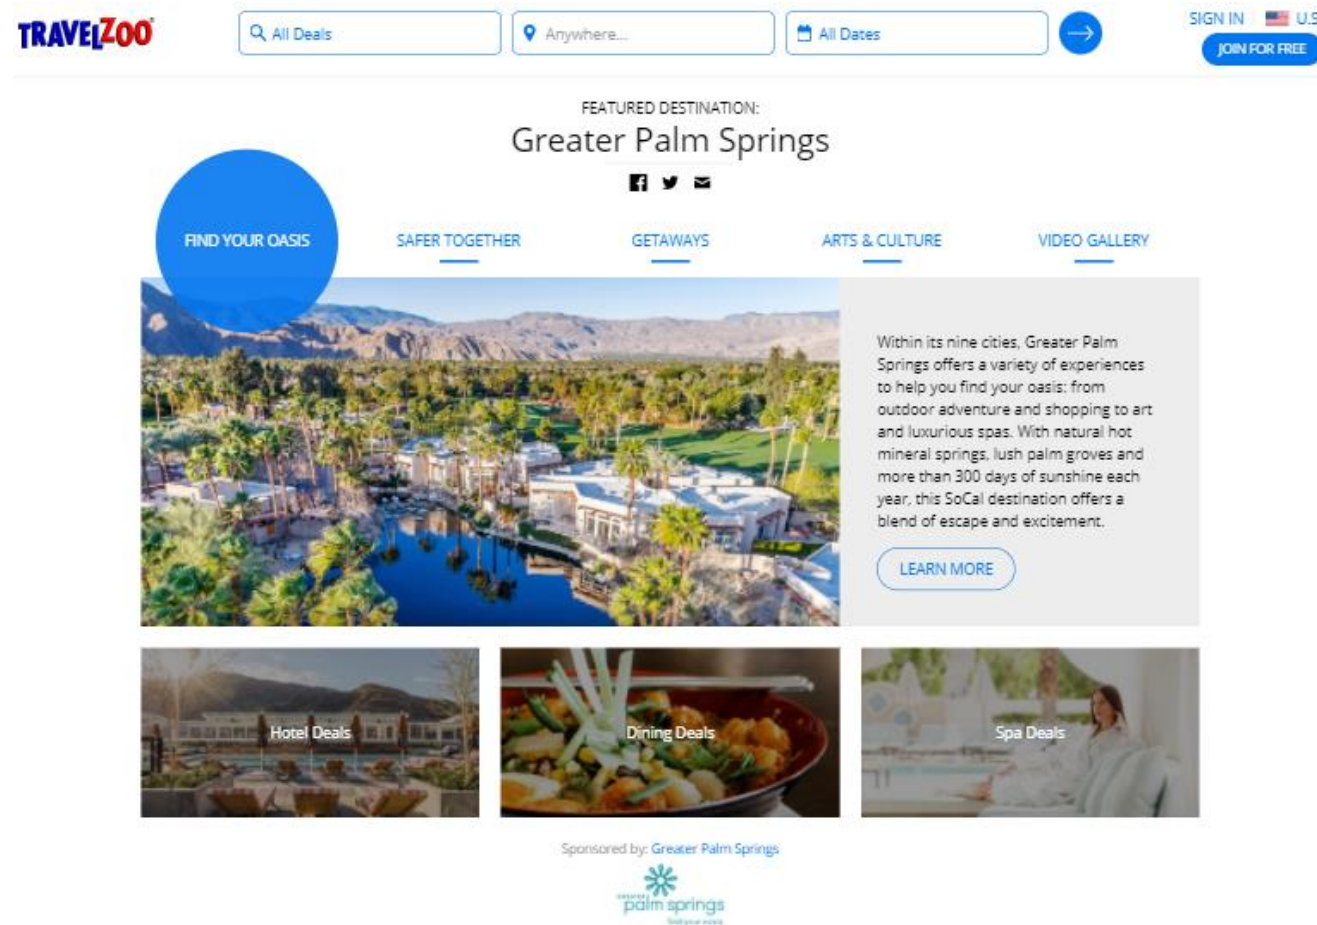 TRAVELZOO
All Deals
Anywhere...
All Dates
SIGN IN
U.S
JOIN FOR FREE
FEATURED DESTINATION:
Greater Palm Springs
FIND YOUR OASIS
SAFER TOGETHER
GETAWAYS
ARTS & CULTURE
VIDEO GALLERY
Within its nine cities, Greater Palm
Springs offers a variety of experiences
to help you find your oasis: from
outdoor adventure and shopping to art
and luxurious spas. With natural hot
mineral springs, lush palm groves and
more than 300 days of sunshine each
year, this SoCal destination offers a
blend of escape and excitement.
LEARN MORE
Hotel Deals
Dining Deals
Spa Deals
Sponsored by: Greater Palm Springs
palm springs